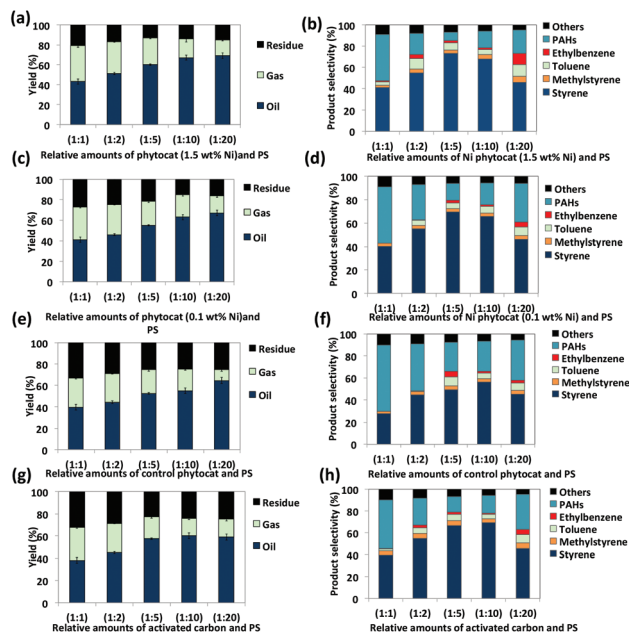 (a)
100
80
60
40
20
0
Yield (%)
Residue
Gas
Oil
(1:1) (1:2) (1:5) (1:10) (1:20)
Relative amounts of phytocat (1.5 wt% Ni)and PS
(b)
100
80
60
40
20
0
Product selectivity (%)
Others
PAHs
Ethylbenzene
Toluene
Methylstyrene
Styrene
(1:1) (1:2) (1:5) (1:10) (1:20)
Relative amounts of Ni phytocat (1.5 wt% Ni) and PS
(c)
100
80
60
40
20
0
Yield (%)
Residue
Gas
Oil
(1:1) (1:2) (1:5) (1:10) (1:20)
Relative amounts of phytocat (0.1 wt% Ni)and
PS
(d)
100
80
60
40
20
0
Product selectivity (%)
Others
PAHs
Ethylbenzene
Toluene
Methylstyrene
Styrene
(1:1) (1:2) (1:5) (1:10) (1:20)
Relative amounts of Ni phytocat (0.1 wt% Ni) and PS
(e)
100
80
60
40
20
0
Yield (%)
Residue
Gas
Oil
(1:1) (1:2) (1:5) (1:10) (1:20)
Relative amounts of control phytocat and PS
(f)
100
80
60
40
20
0
Product selectivity (%)
Others
PAHs
Ethylbenzene
Toluene
Methylstyrene
Styrene
(1:1) (1:2) (1:5) (1:10) (1:20)
Relative amounts of control phytocat and PS
(g)
100
80
60
40
20
0
Yield (%)
Residue
Gas
Oil
(1:1) (1:2) (1:5) (1:10) (1:20)
Relative amounts of activated carbon and PS
(h)
100
80
60
40
20
0
Product selectivity (%)
Others
PAHs
Ethylbenzene
Toluene
Methylstyrene
Styrene
(1:1) (1:2) (1:5) (1:10) (1:20)
Relative amounts of activated carbon and PS